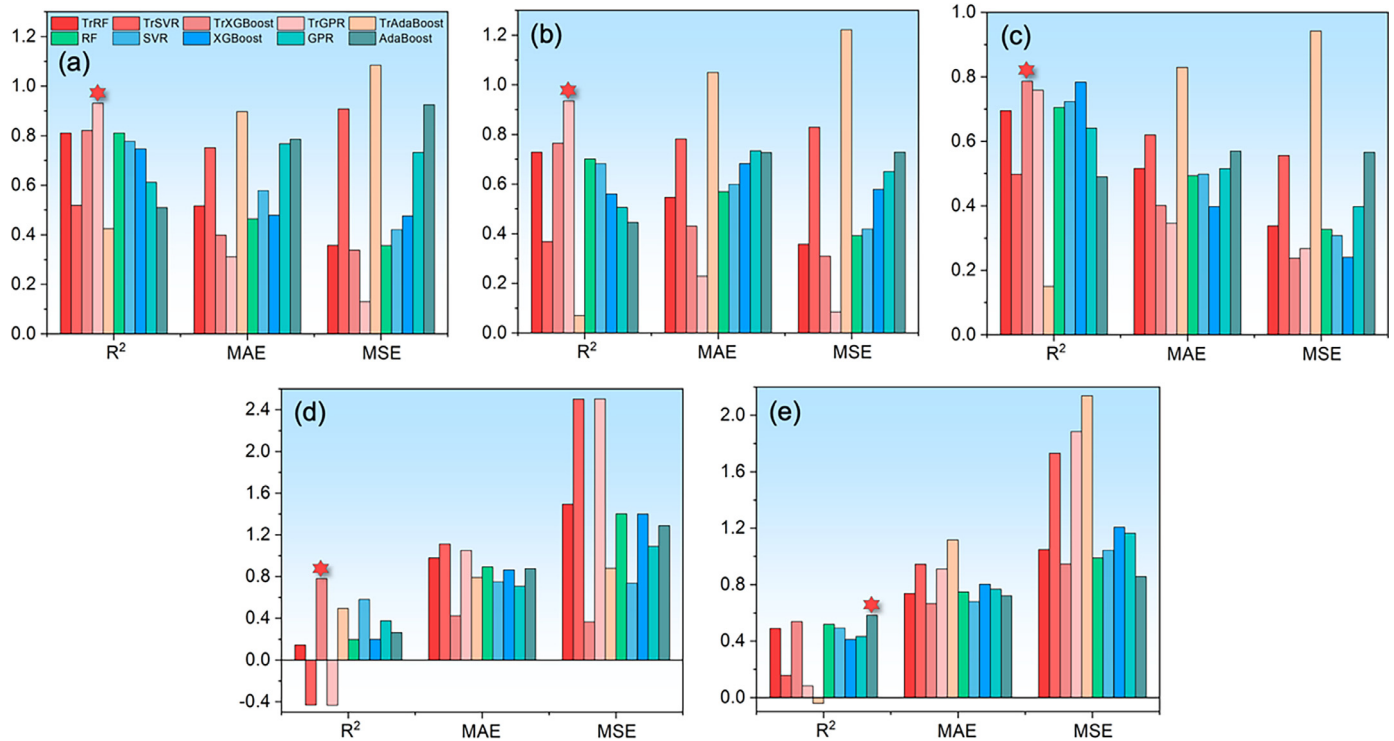 TrRF TrSVR TrXGBoost TrGPR TrAdaBoost
RF SVR XGBoost GPR AdaBoost
(a)
1.2
1.0
0.8
0.6
0.4
0.2
0.0
R² MAE MSE
(b)
1.2
1.0
0.8
0.6
0.4
0.2
0.0
R² MAE MSE
(c)
1.0
0.8
0.6
0.4
0.2
0.0
R² MAE MSE
(d)
2.4
2.0
1.6
1.2
0.8
0.4
0.0
-0.4
R² MAE MSE
(e)
2.0
1.6
1.2
0.8
0.4
0.0
R² MAE MSE